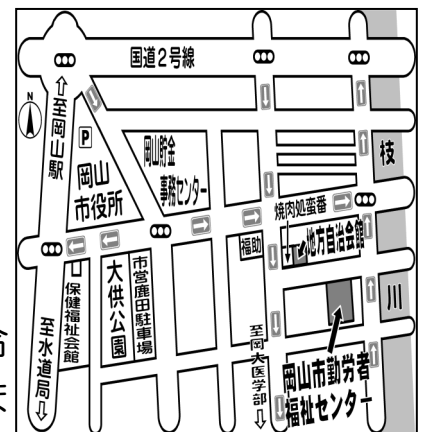 国道2号線
N
至岡山駅
P
岡山
市役所
岡山貯金
事務センター
枝
川
焼肉処蛮番
地方自治会館
福助
保健福祉会館
大供公園
市営鹿田駐車場
至水道局
至岡大医学部
岡山市勤労者
福祉センター